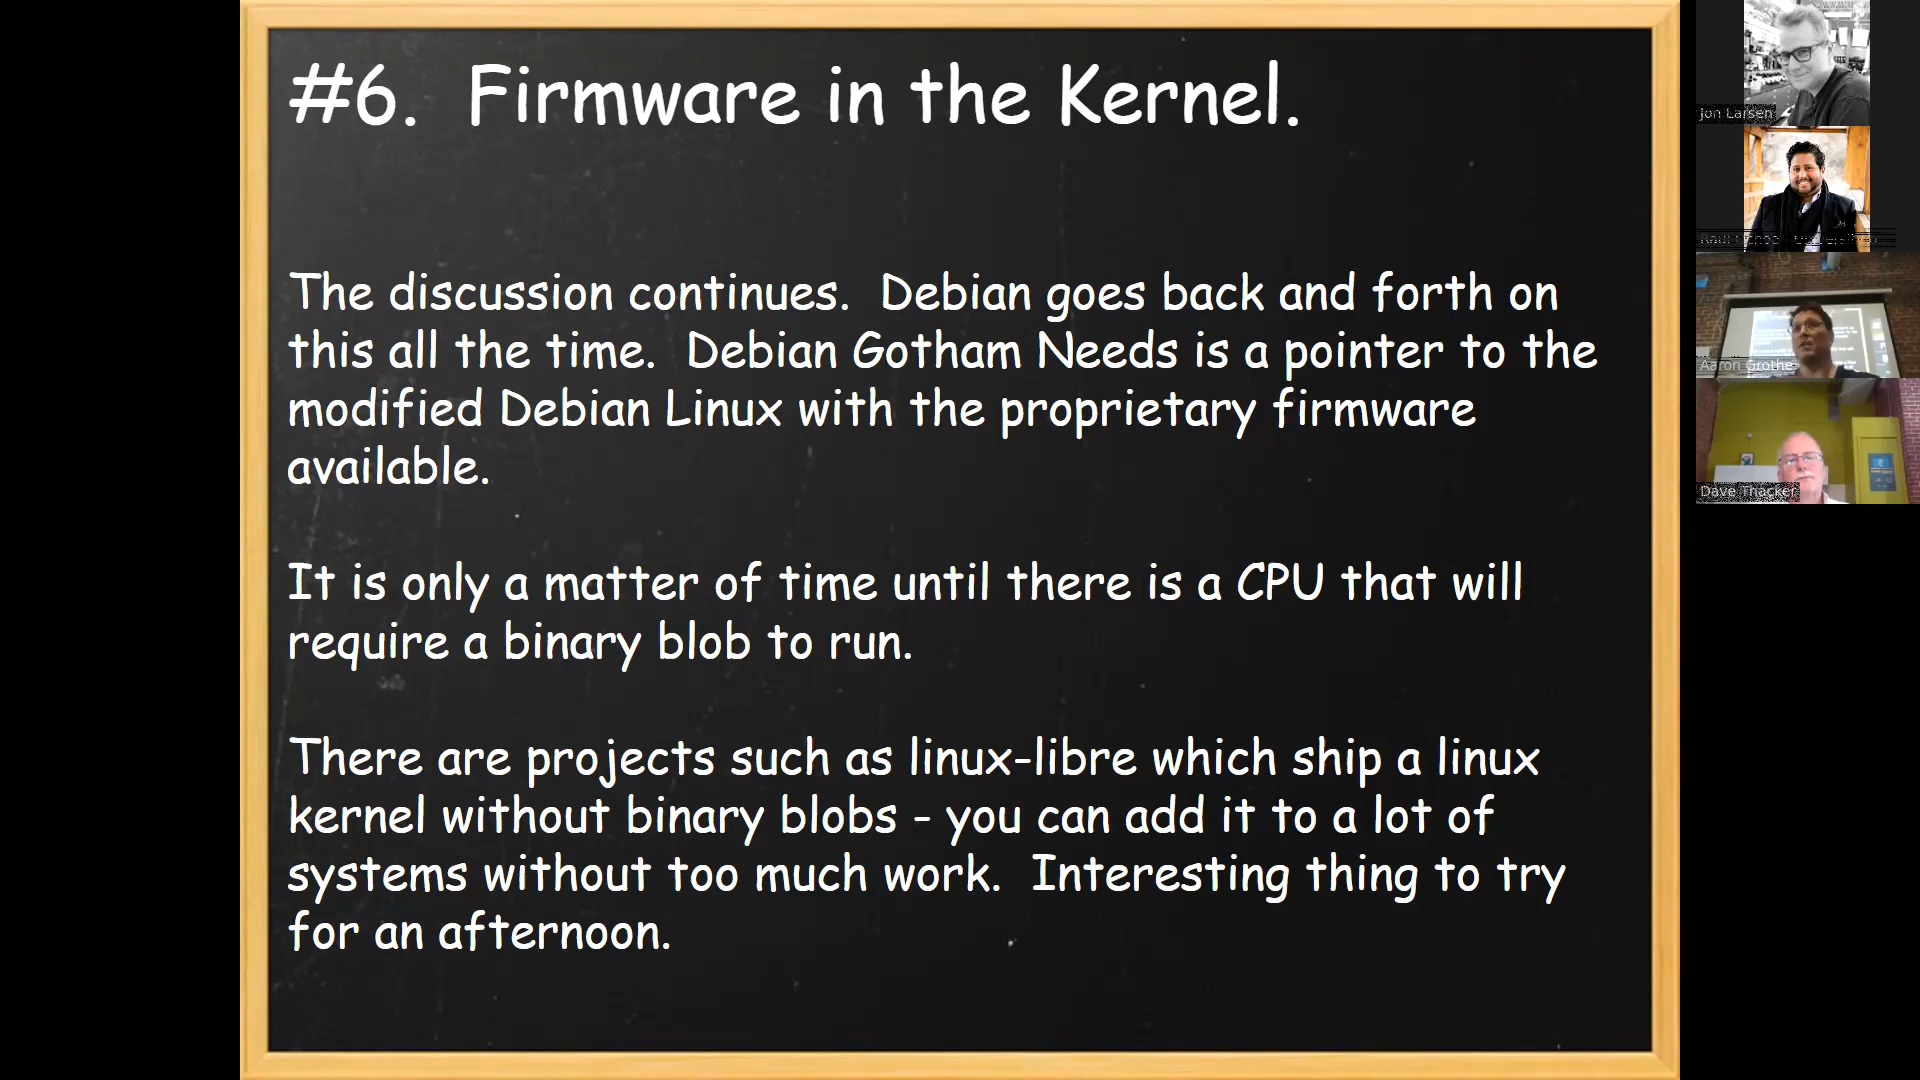 #6. Firmware in the Kernel.
The discussion continues. Debian goes back and forth on
this all the time. Debian Gotham Needs is a pointer to the
modified Debian Linux with the proprietary firmware
available.
It is only a matter of time until there is a CPU that will
require a binary blob to run.
There are projects such as linux-libre which ship a linux
kernel without binary blobs - you can add it to a lot of
systems without too much work. Interesting thing to try
for an afternoon.
Jon Larsen
Aaron Grothe
Dave Thacker